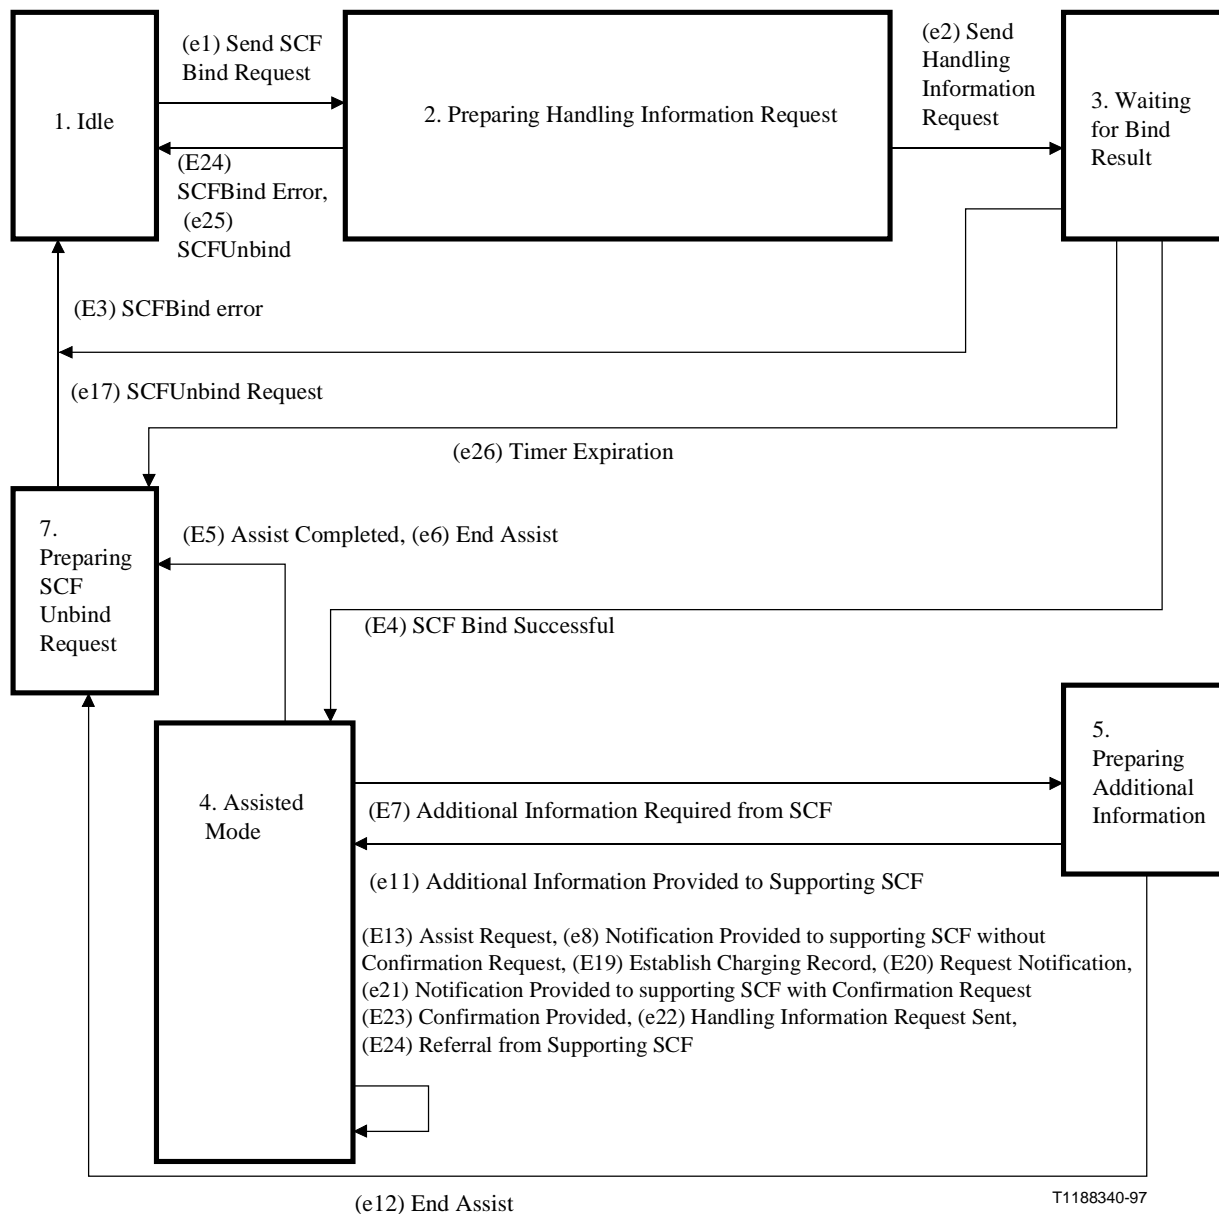 (e1) Send SCF
Bind Request
(e2) Send
Handling
Information
Request
1. Idle
2. Preparing Handling Information Request
3. Waiting
for Bind
Result
(E24)
SCFBind Error,
(e25)
SCFUnbind
(E3) SCFBind error
(e17) SCFUnbind Request
(e26) Timer Expiration
7.
Preparing
SCF
Unbind
Request
(E5) Assist Completed, (e6) End Assist
(E4) SCF Bind Successful
5.
Preparing
Additional
Information
4. Assisted
Mode
(E7) Additional Information Required from SCF
(e11) Additional Information Provided to Supporting SCF
(E13) Assist Request, (e8) Notification Provided to supporting SCF without
Confirmation Request, (E19) Establish Charging Record, (E20) Request Notification,
(e21) Notification Provided to supporting SCF with Confirmation Request
(E23) Confirmation Provided, (e22) Handling Information Request Sent,
(E24) Referral from Supporting SCF
(e12) End Assist
T1188340-97